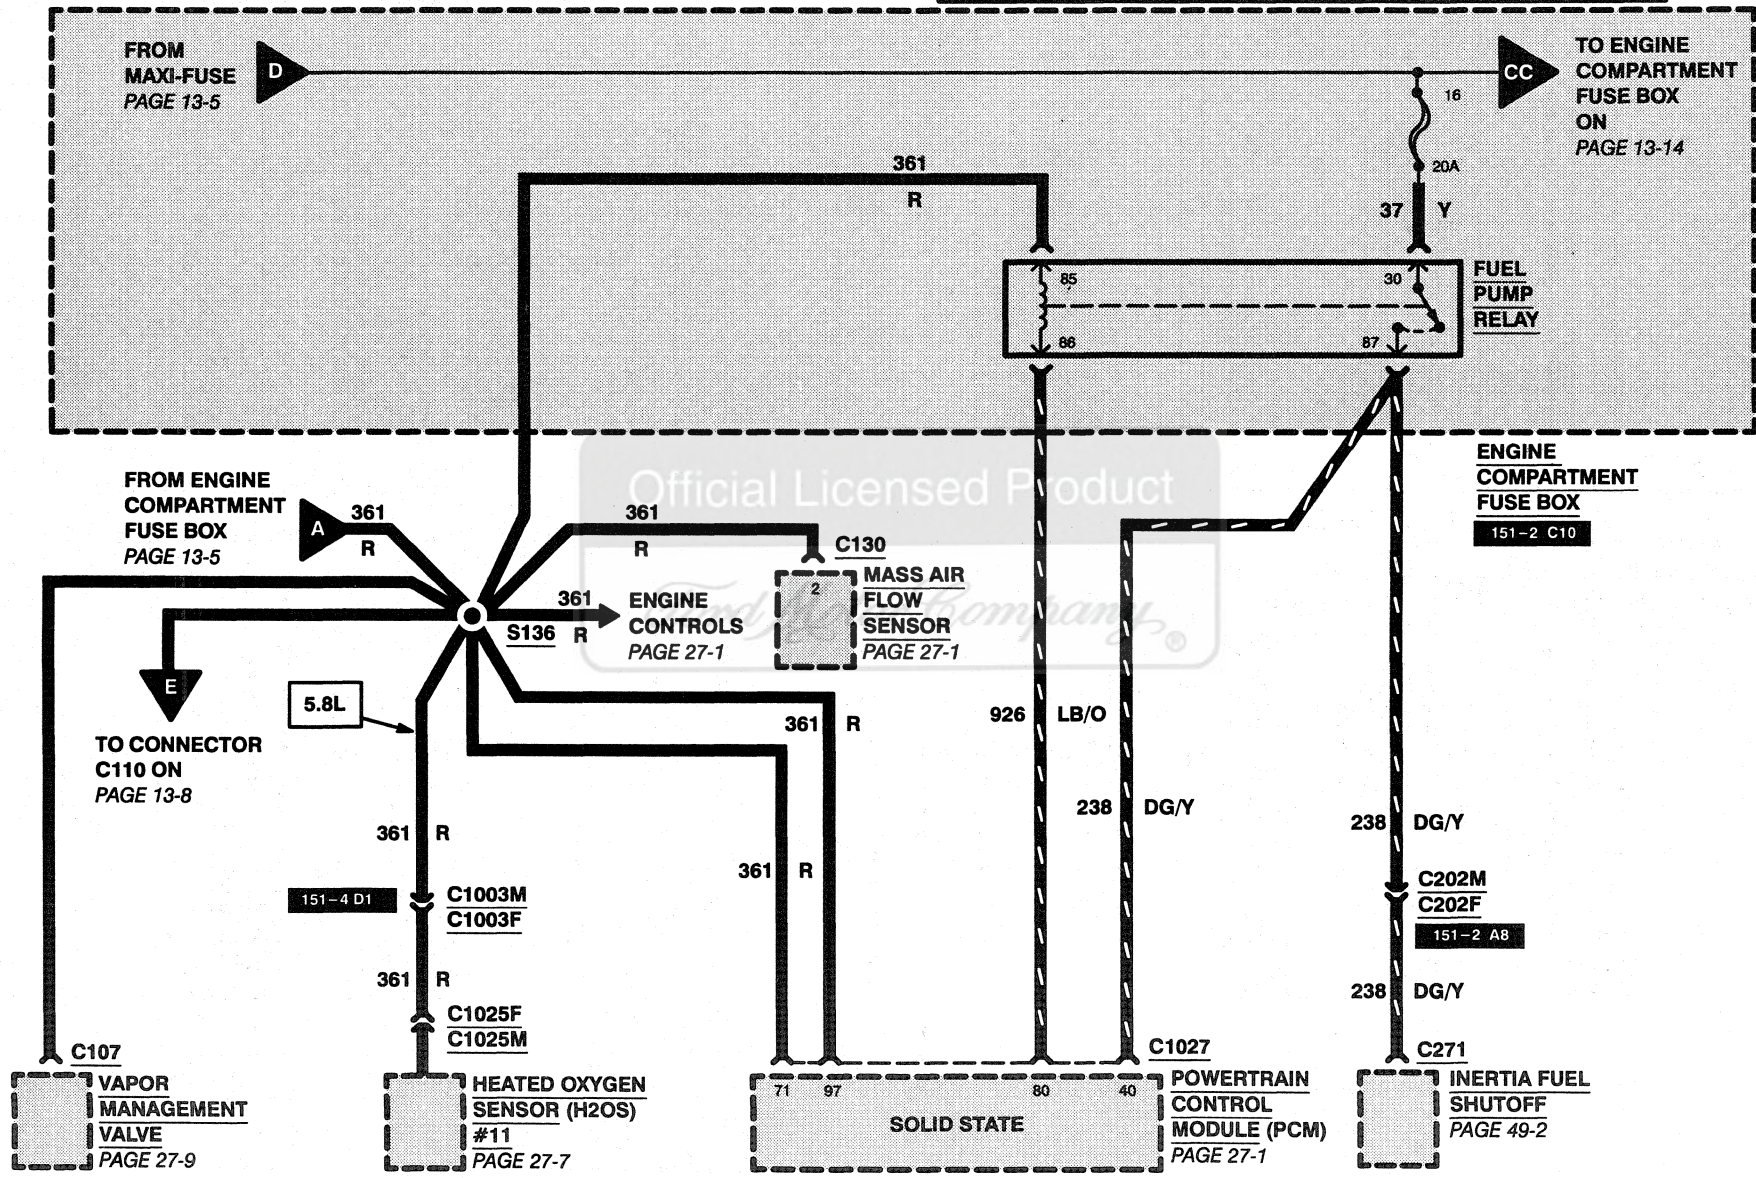 FROM
MAXI-FUSE
PAGE 13-5
D
CC
TO ENGINE
COMPARTMENT
FUSE BOX
ON
PAGE 13-14
16
20A
37 Y
361
R
85
86
30
87
FUEL
PUMP
RELAY
ENGINE
COMPARTMENT
FUSE BOX
151-2 C10
FROM ENGINE
COMPARTMENT
FUSE BOX
PAGE 13-5
A
361
R
361
R
C130
2
MASS AIR
FLOW
SENSOR
PAGE 27-1
S136
361
R
ENGINE
CONTROLS
PAGE 27-1
Official Licensed Product
Ford Motor Company
®
E
TO CONNECTOR
C110 ON
PAGE 13-8
5.8L
361 R
926 LB/O
238 DG/Y
238 DG/Y
361 R
361 R
151-4 D1
C1003M
C1003F
C202M
C202F
151-2 A8
361 R
238 DG/Y
C1025F
C1025M
C107
VAPOR
MANAGEMENT
VALVE
PAGE 27-9
HEATED OXYGEN
SENSOR (H2OS)
#11
PAGE 27-7
71 97 80 40
SOLID STATE
C1027
POWERTRAIN
CONTROL
MODULE (PCM)
PAGE 27-1
C271
INERTIA FUEL
SHUTOFF
PAGE 49-2